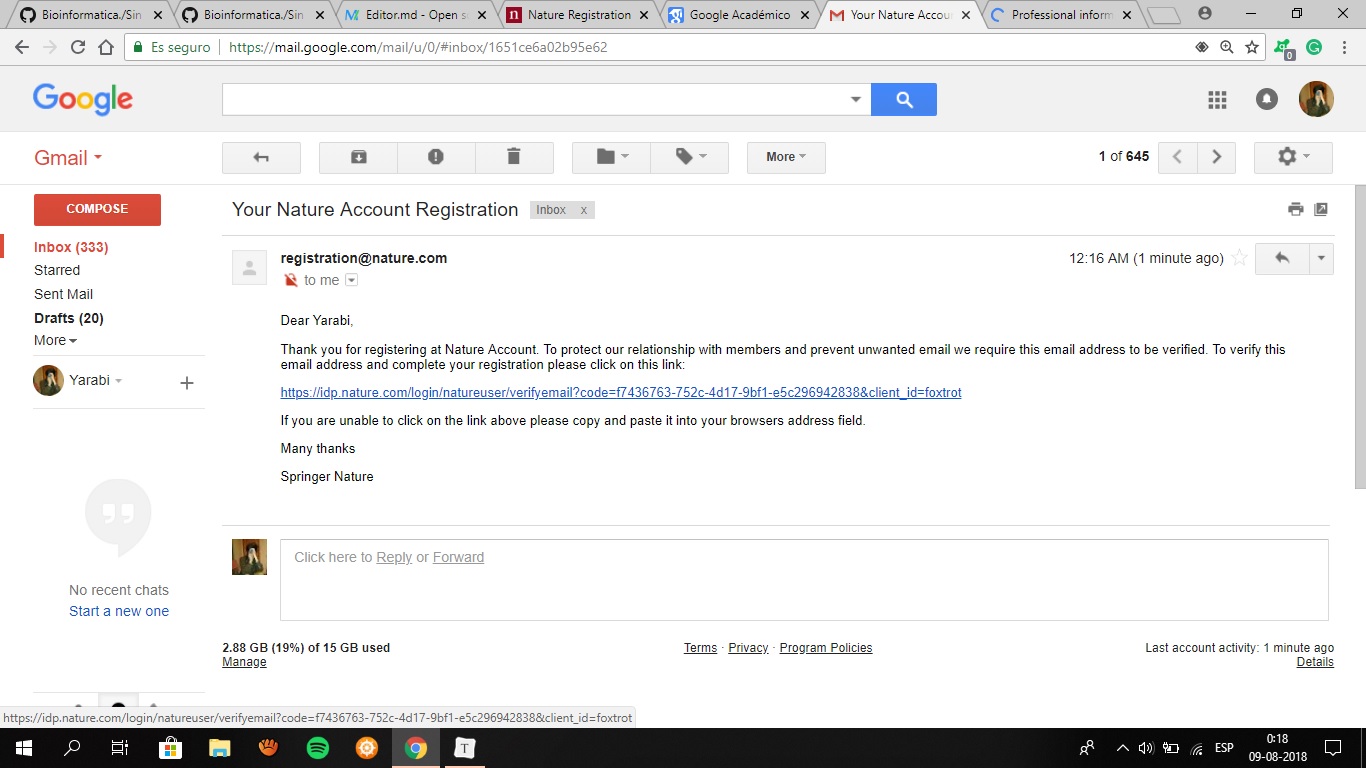 Bioinformatica./Sin
Bioinformatica./Sin
Editor.md - Open so
Nature Registration
Google Académico
Your Nature Accou
Professional inform
Es seguro
https://mail.google.com/mail/u/0/#inbox/1651ce6a02b95e62
0
Google
Gmail
More
1 of 645
COMPOSE
Your Nature Account Registration
Inbox x
Inbox (333)
Starred
Sent Mail
Drafts (20)
More
Yarabi
registration@nature.com
12:16 AM (1 minute ago)
to me
Dear Yarabi,
Thank you for registering at Nature Account. To protect our relationship with members and prevent unwanted email we require this email address to be verified. To verify this
email address and complete your registration please click on this link:
https://idp.nature.com/login/natureuser/verifyemail?code=f7436763-752c-4d17-9bf1-e5c296942838&client_id=foxtrot
If you are unable to click on the link above please copy and paste it into your browsers address field.
Many thanks
Springer Nature
No recent chats
Start a new one
Click here to Reply or Forward
2.88 GB (19%) of 15 GB used
Manage
Terms · Privacy · Program Policies
Last account activity: 1 minute ago
Details
https://idp.nature.com/login/natureuser/verifyemail?code=f7436763-752c-4d17-9bf1-e5c296942838&client_id=foxtrot
T
ESP
0:18
09-08-2018